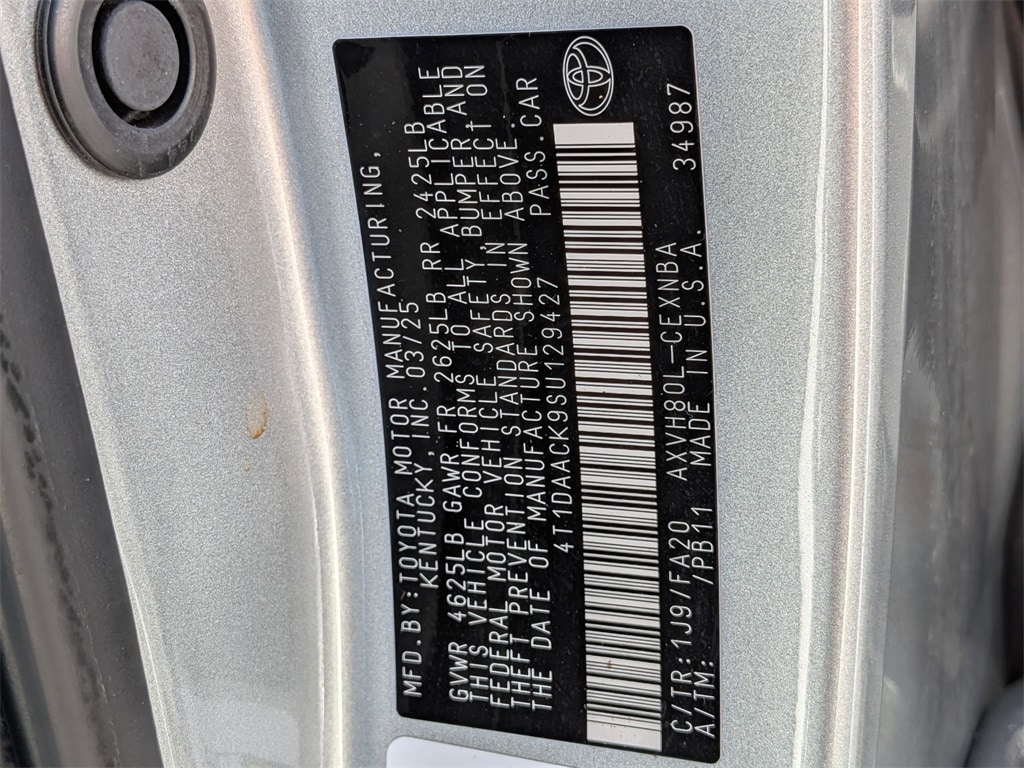 MFD.BY:TOYOTA MOTOR MANUFACTURING,
KENTUCKY,INC.03/25
GVWR 4625LB GAWR FR 2625LB RR 2425LB
THIS VEHICLE CONFORMS TO ALL APPLICABLE
FEDERAL MOTOR VEHICLE SAFETY,BUMPER AND
THEFT PREVENTION STANDARDS IN EFFECT ON
THE DATE OF MANUFACTURE SHOWN ABOVE.
4T1DAACK9SU129427 PASS.CAR
C/TR:1J9/FA20 AXVH80L-CEXNBA 34987
A/TM: /PB11 MADE IN U.S.A.